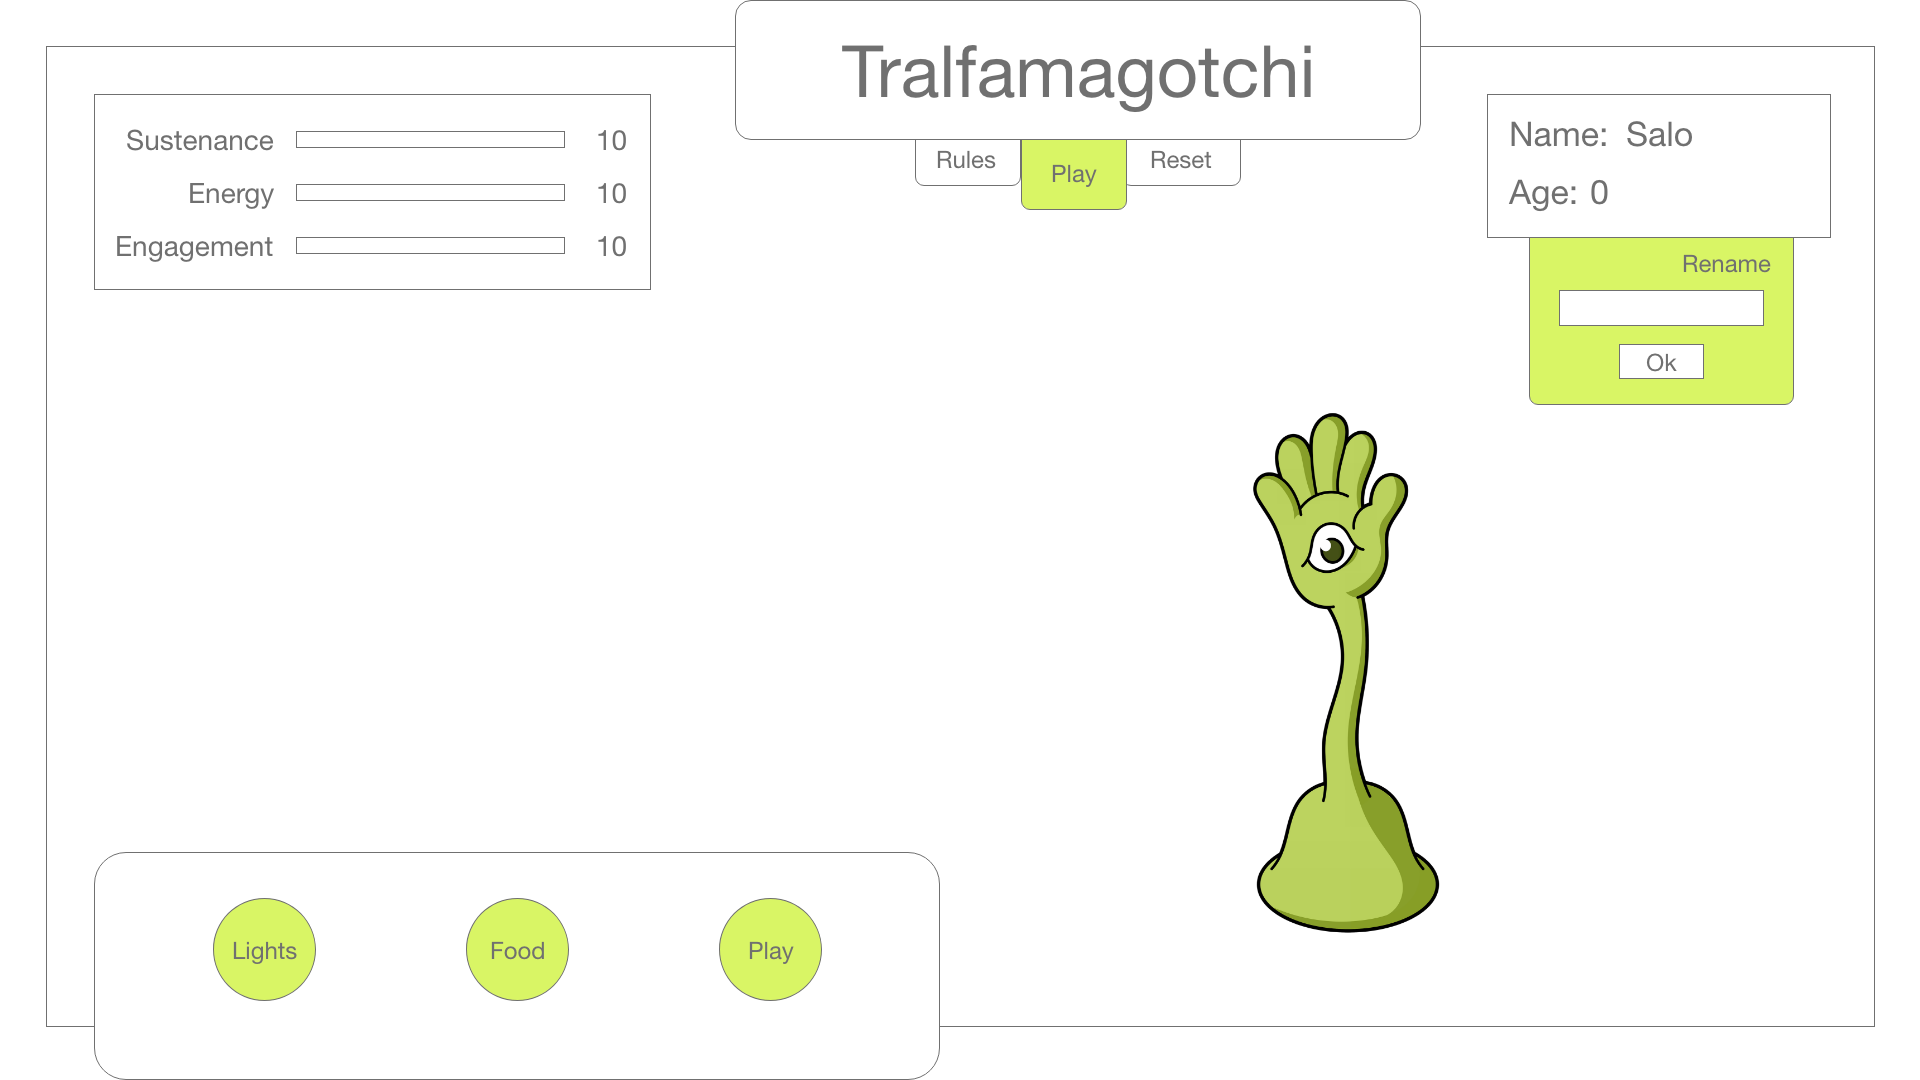 Tralfamagotchi
Rules
Play
Reset
Sustenance 10
Energy 10
Engagement 10
Name: Salo
Age: 0
Rename
Ok
Lights
Food
Play